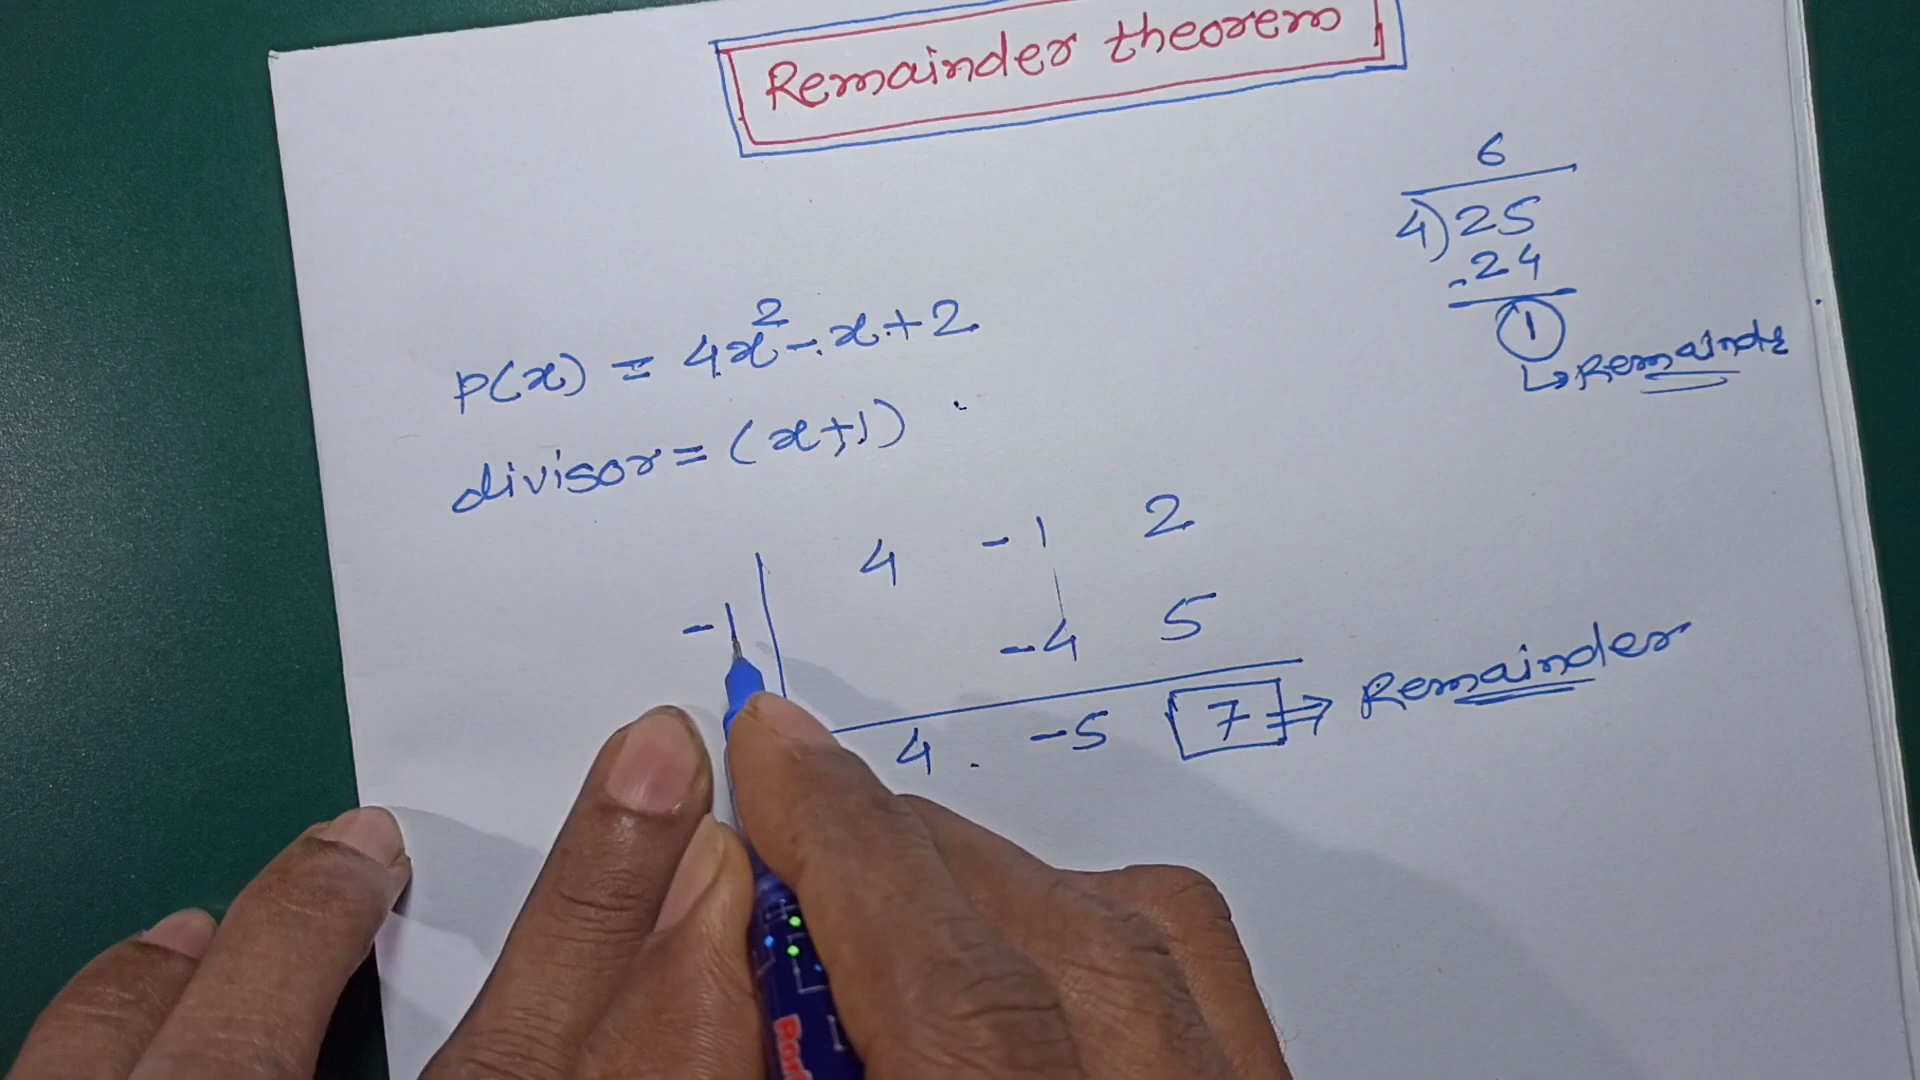 Remainder theorem
6
4)25
-24
1
↳ Remainde
p(x) = 4x² - x + 2
divisor = (x+1)
4 -1 2
-1 -4 5
4 -5 7 ⇒ Remainder